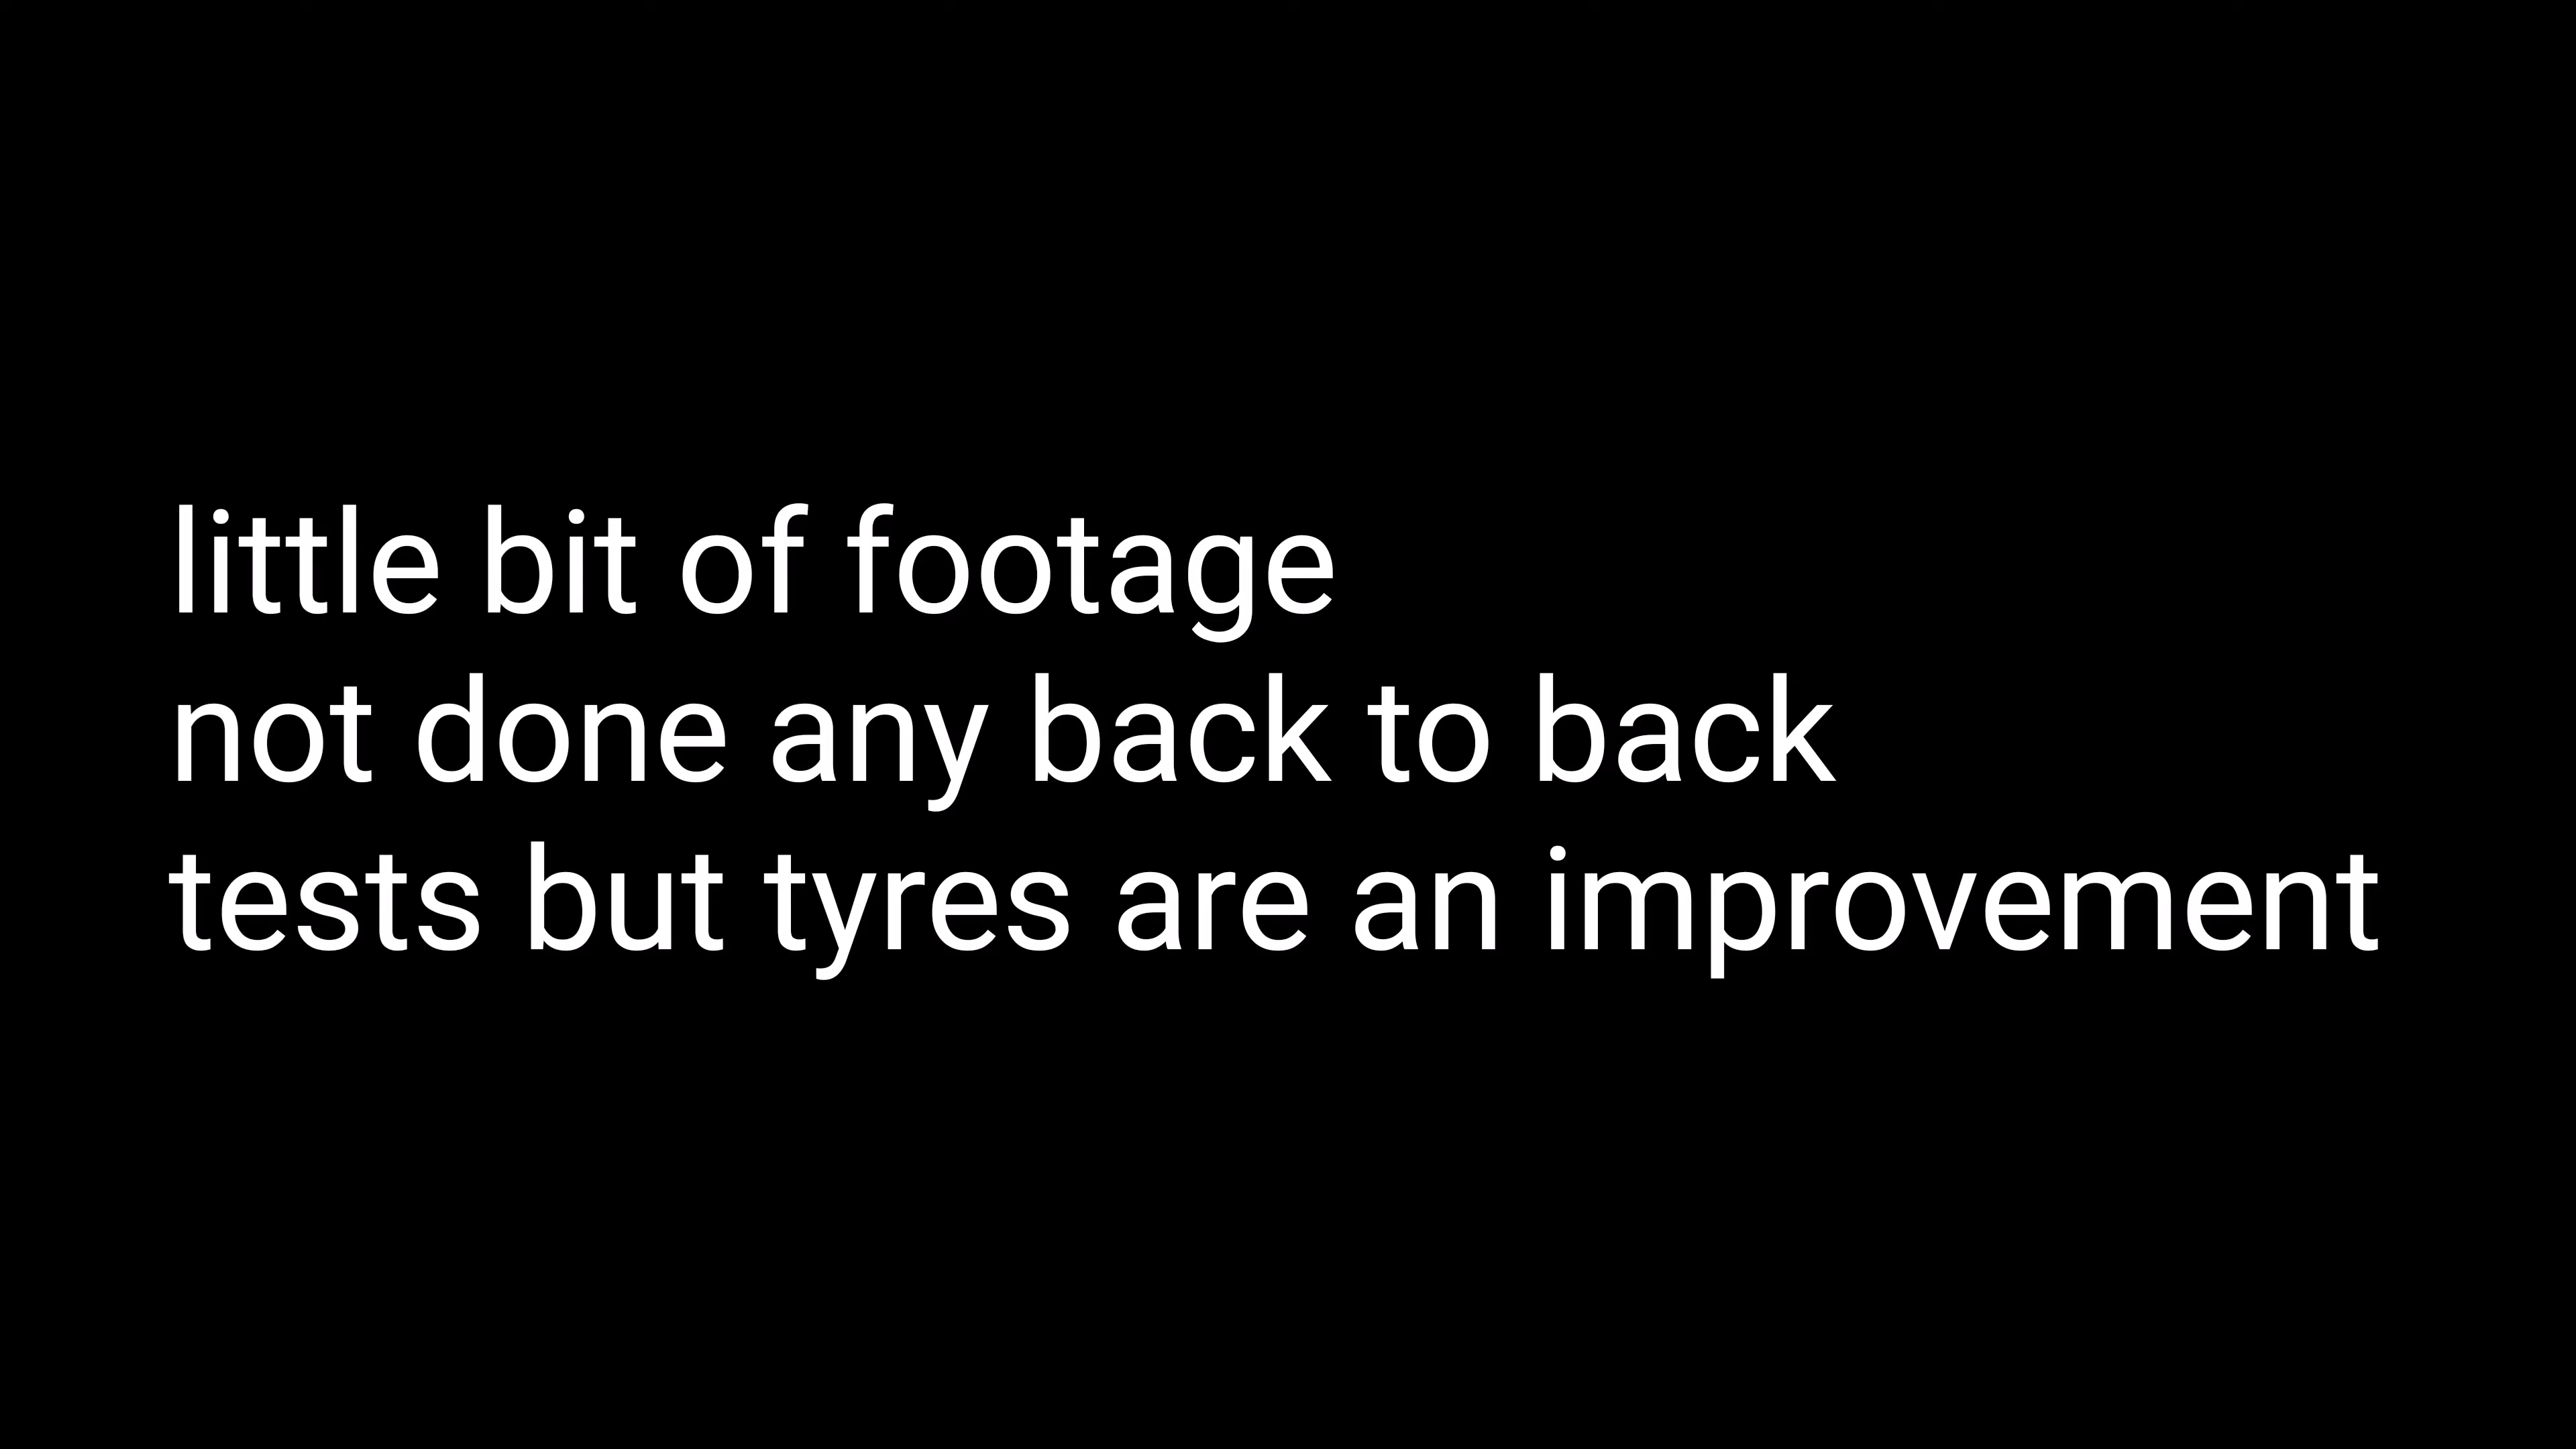 little bit of footage
not done any back to back
tests but tyres are an improvement